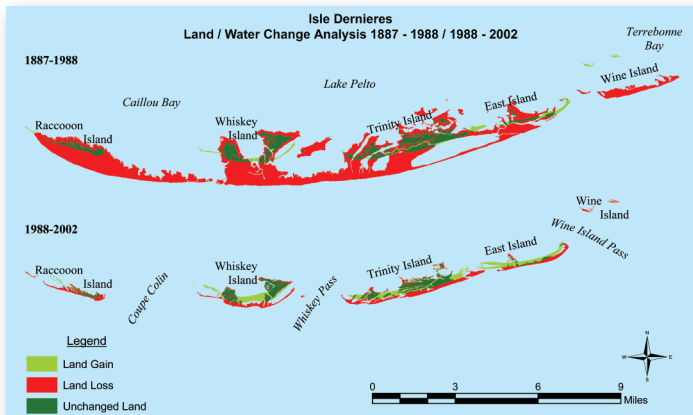 Isle Dernieres
Land / Water Change Analysis 1887 - 1988 / 1988 - 2002
Terrebonne
Bay
1887-1988
Lake Pelto
Wine Island
Caillou Bay
East Island
Raccooon
Island
Whiskey
Island
Trinity Island
Wine
Island
1988-2002
Wine Island Pass
East Island
Raccooon
Island
Whiskey
Island
Trinity Island
Coupe Colin
Whiskey Pass
Legend
Land Gain
Land Loss
Unchanged Land
N
W
E
S
0
3
6
9
Miles